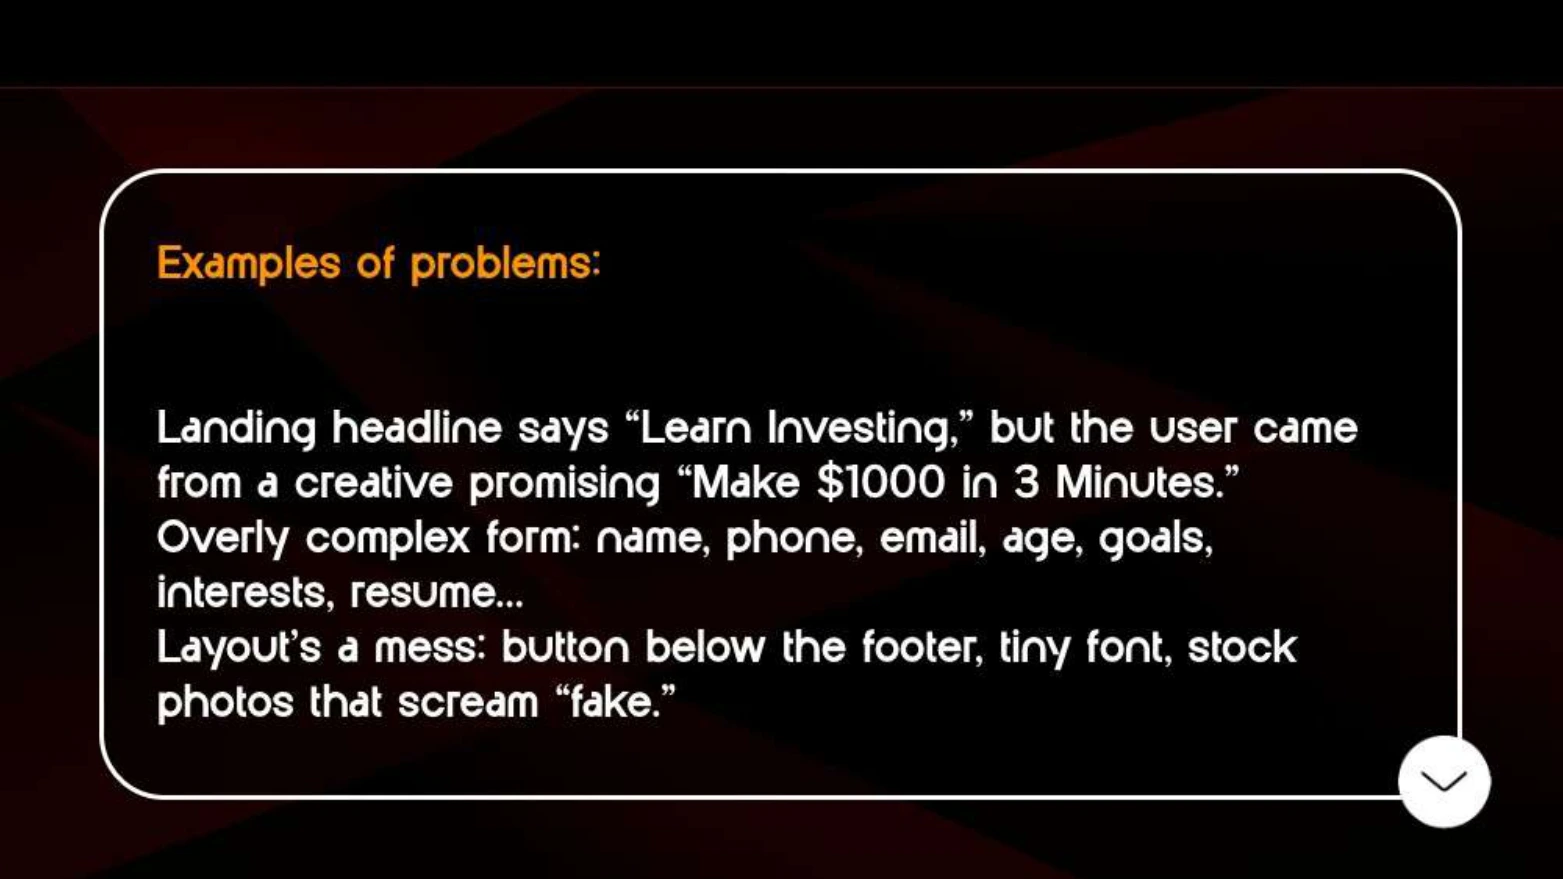 Examples of problems:
Landing headline says “Learn Investing,” but the user came
from a creative promising “Make $1000 in 3 Minutes.”
Overly complex form: name, phone, email, age, goals,
interests, resume...
Layout’s a mess: button below the footer, tiny font, stock
photos that scream “fake.”